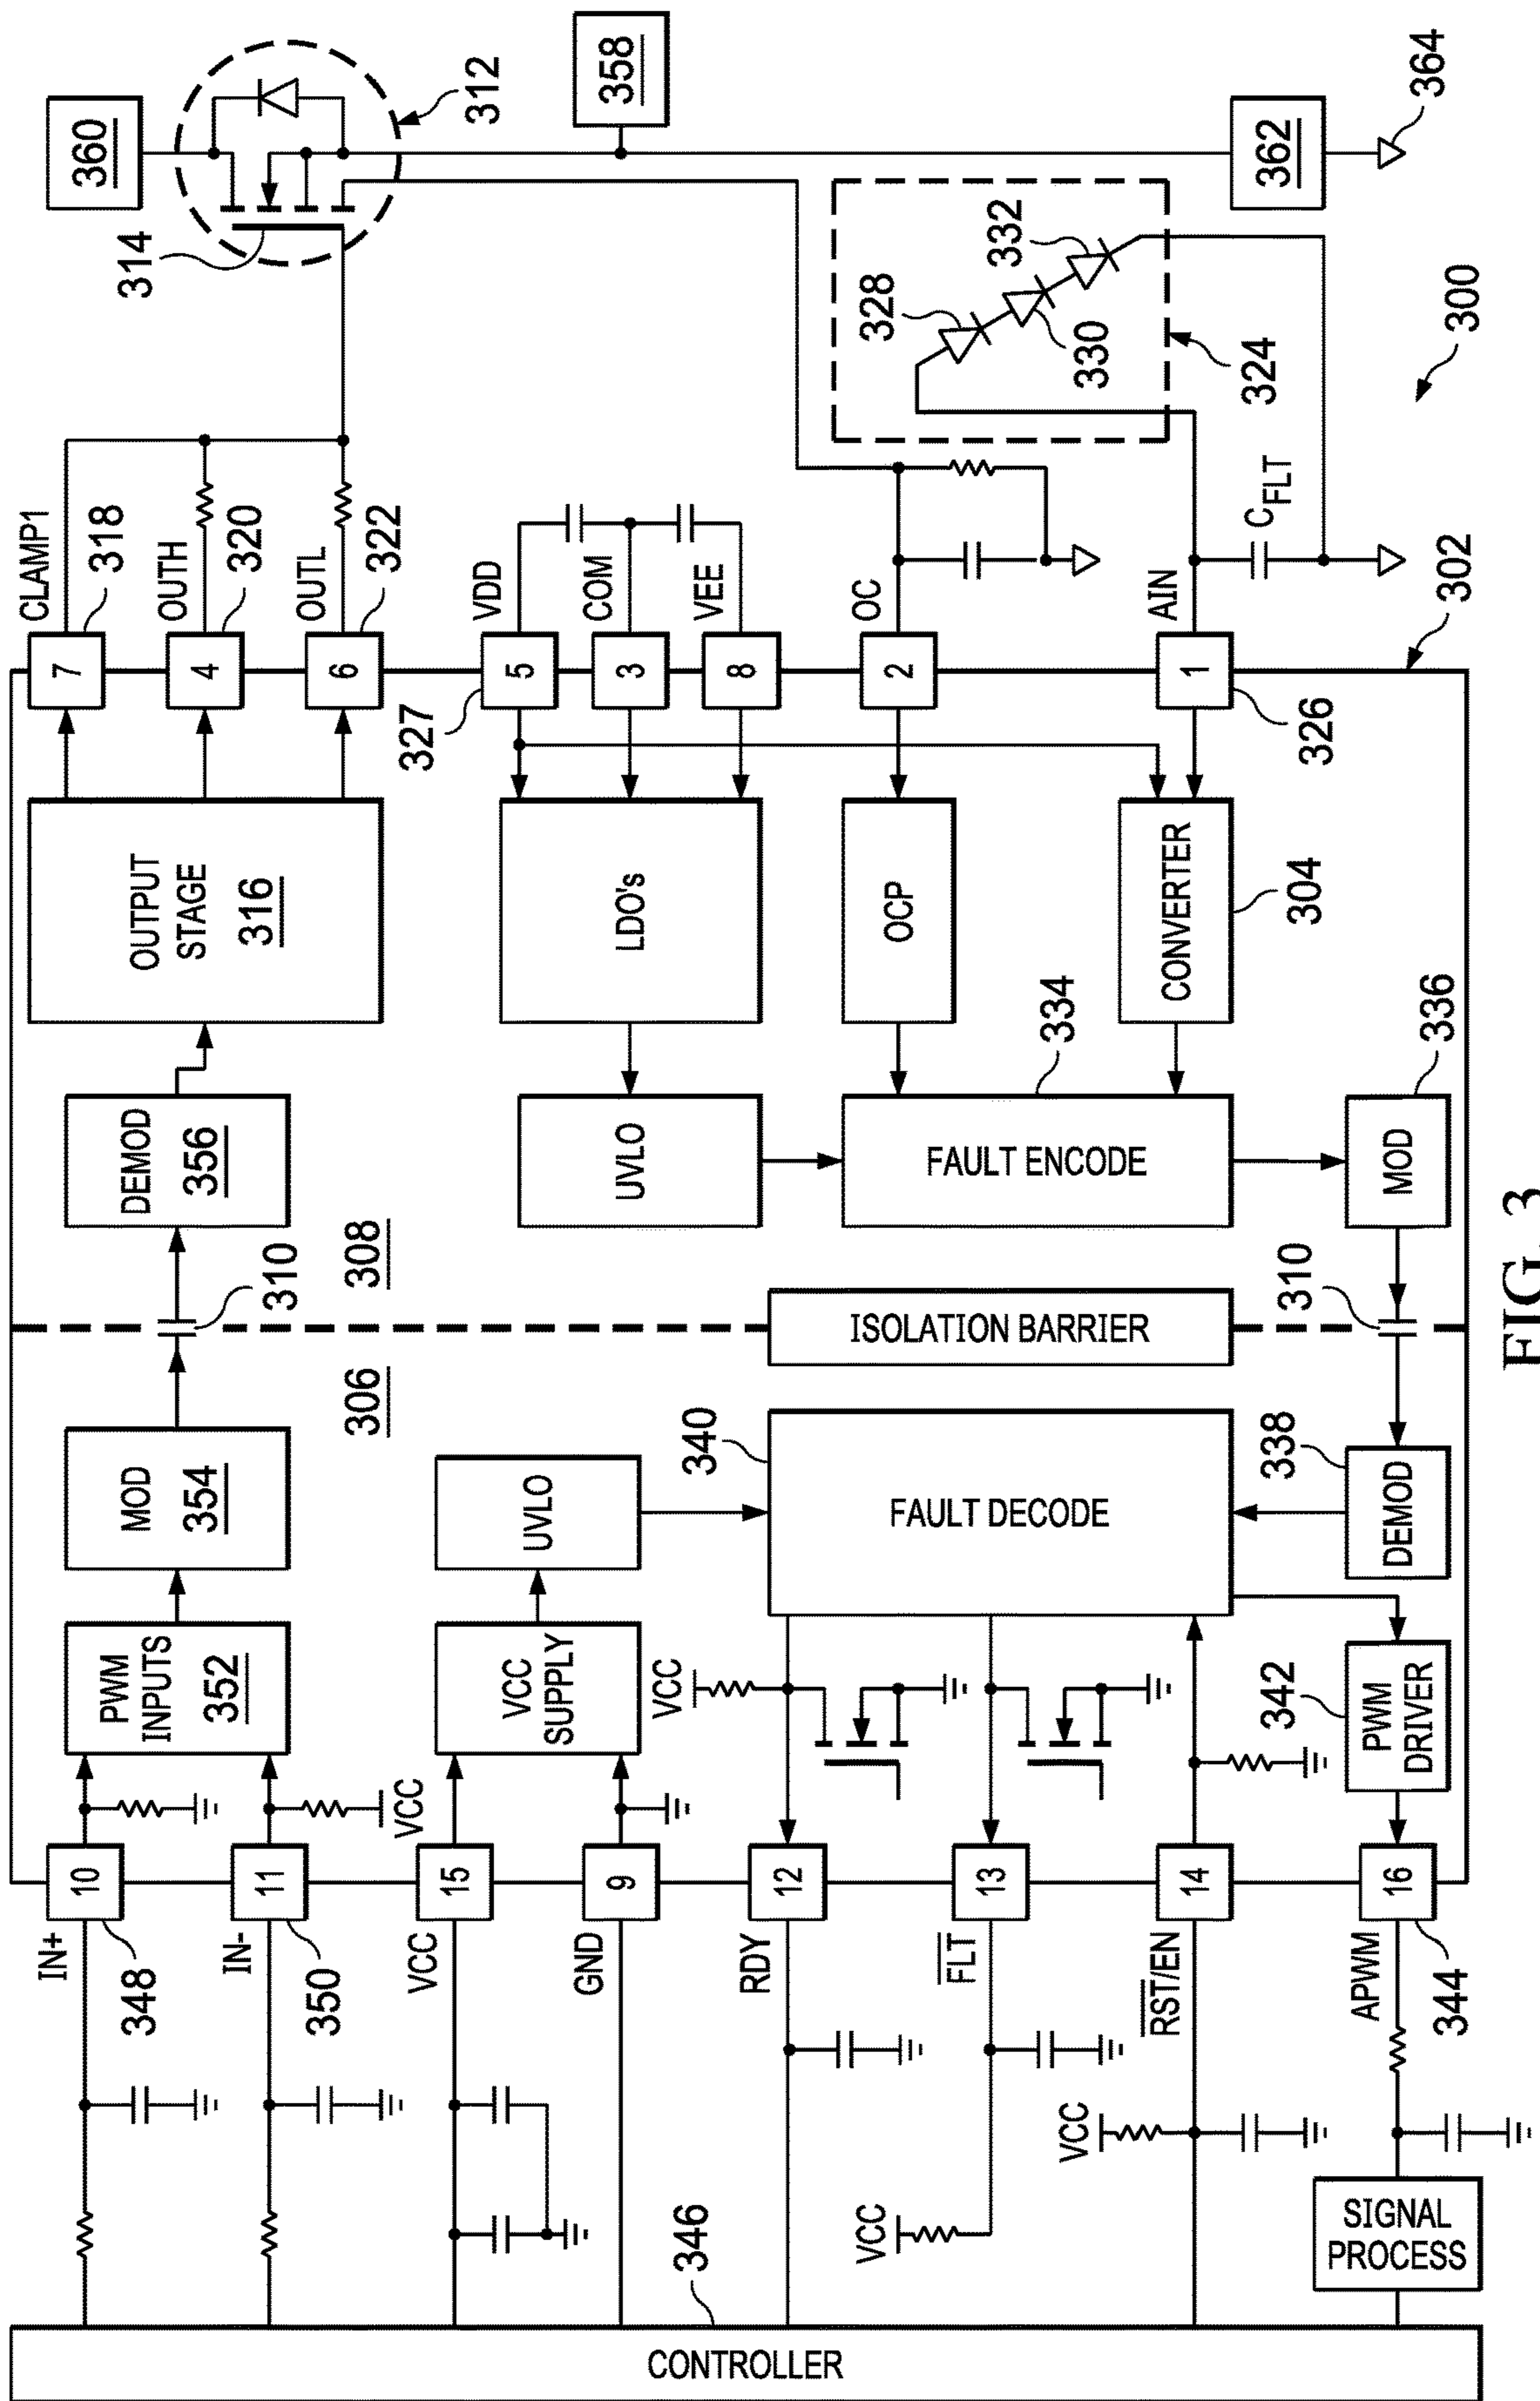 CONTROLLER
346
IN+
348
IN-
350
VCC
GND
RDY
VCC
FLT
VCC
RST/EN
APWM
344
SIGNAL
PROCESS
10
11
15
9
12
13
14
16
VCC
PWM
INPUTS
352
VCC
SUPPLY
VCC
342
PWM
DRIVER
MOD
354
UVLO
340
FAULT DECODE
338
DEMOD
306
310
308
ISOLATION BARRIER
310
DEMOD
356
UVLO
FAULT ENCODE
334
MOD
336
OUTPUT
STAGE
316
LDO's
OCP
CONVERTER
304
327
326
7
4
6
5
3
8
2
1
302
CLAMP1
318
OUTH
320
OUTL
322
VDD
COM
VEE
OC
AIN
CFLT
314
312
360
358
328
330
332
324
362
364
300
FIG. 3